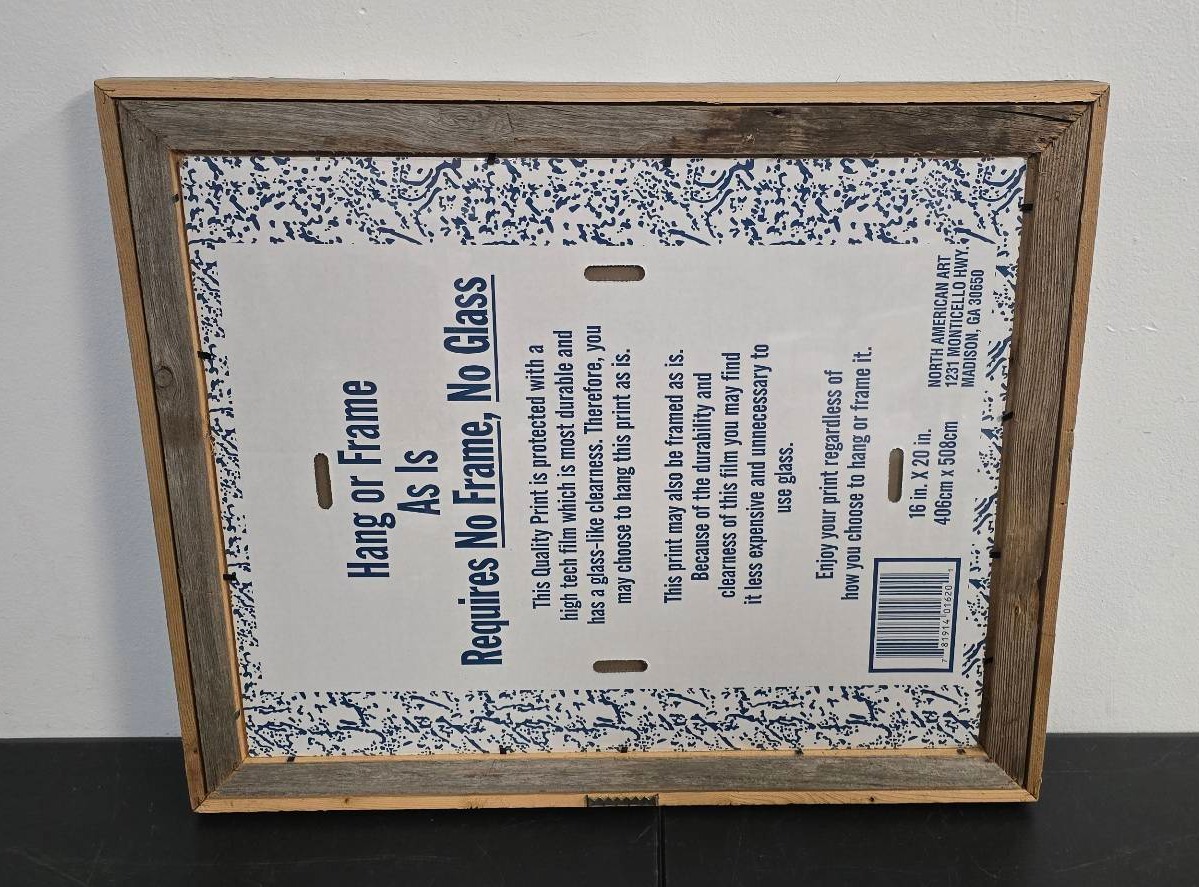 Hang or Frame
As Is
Requires No Frame, No Glass
This Quality Print is protected with a
high tech film which is most durable and
has a glass-like clearness. Therefore, you
may choose to hang this print as is.
This print may also be framed as is.
Because of the durability and
clearness of this film you may find
it less expensive and unnecessary to
use glass.
Enjoy your print regardless of
how you choose to hang or frame it.
7 81914 01620 1
16 in. X 20 in.
406cm X 508cm
NORTH AMERICAN ART
1231 MONTICELLO HWY.
MADISON, GA 30650